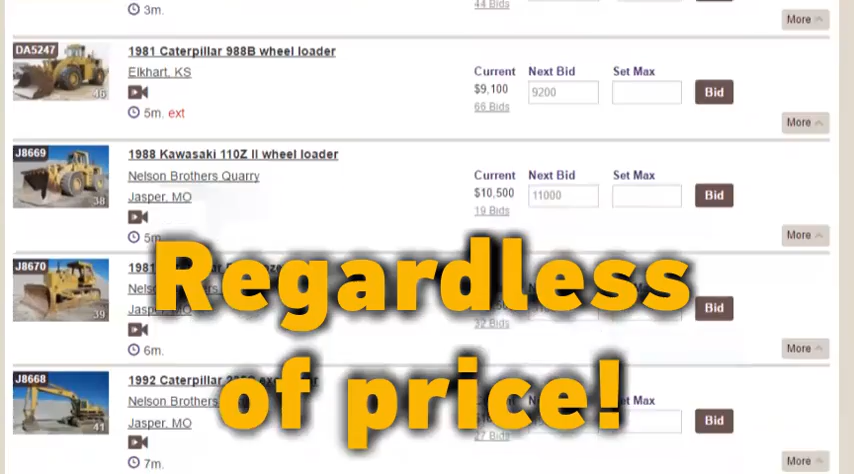 44 Bids
3m.
More
DA5247
46
1981 Caterpillar 988B wheel loader
Elkhart, KS
5m. ext
Current
$9,100
66 Bids
Next Bid
9200
Set Max
Bid
More
J8669
38
1988 Kawasaki 110Z II wheel loader
Nelson Brothers Quarry
Jasper, MO
5m
Current
$10,500
19 Bids
Next Bid
11000
Set Max
Bid
More
J8670
39
1981
Jasper, MO
6m.
32 Bids
Bid
More
J8668
41
1992 Caterpillar
Nelson Brothers
Jasper, MO
7m.
27 Bids
Bid
More
Regardless
of price!